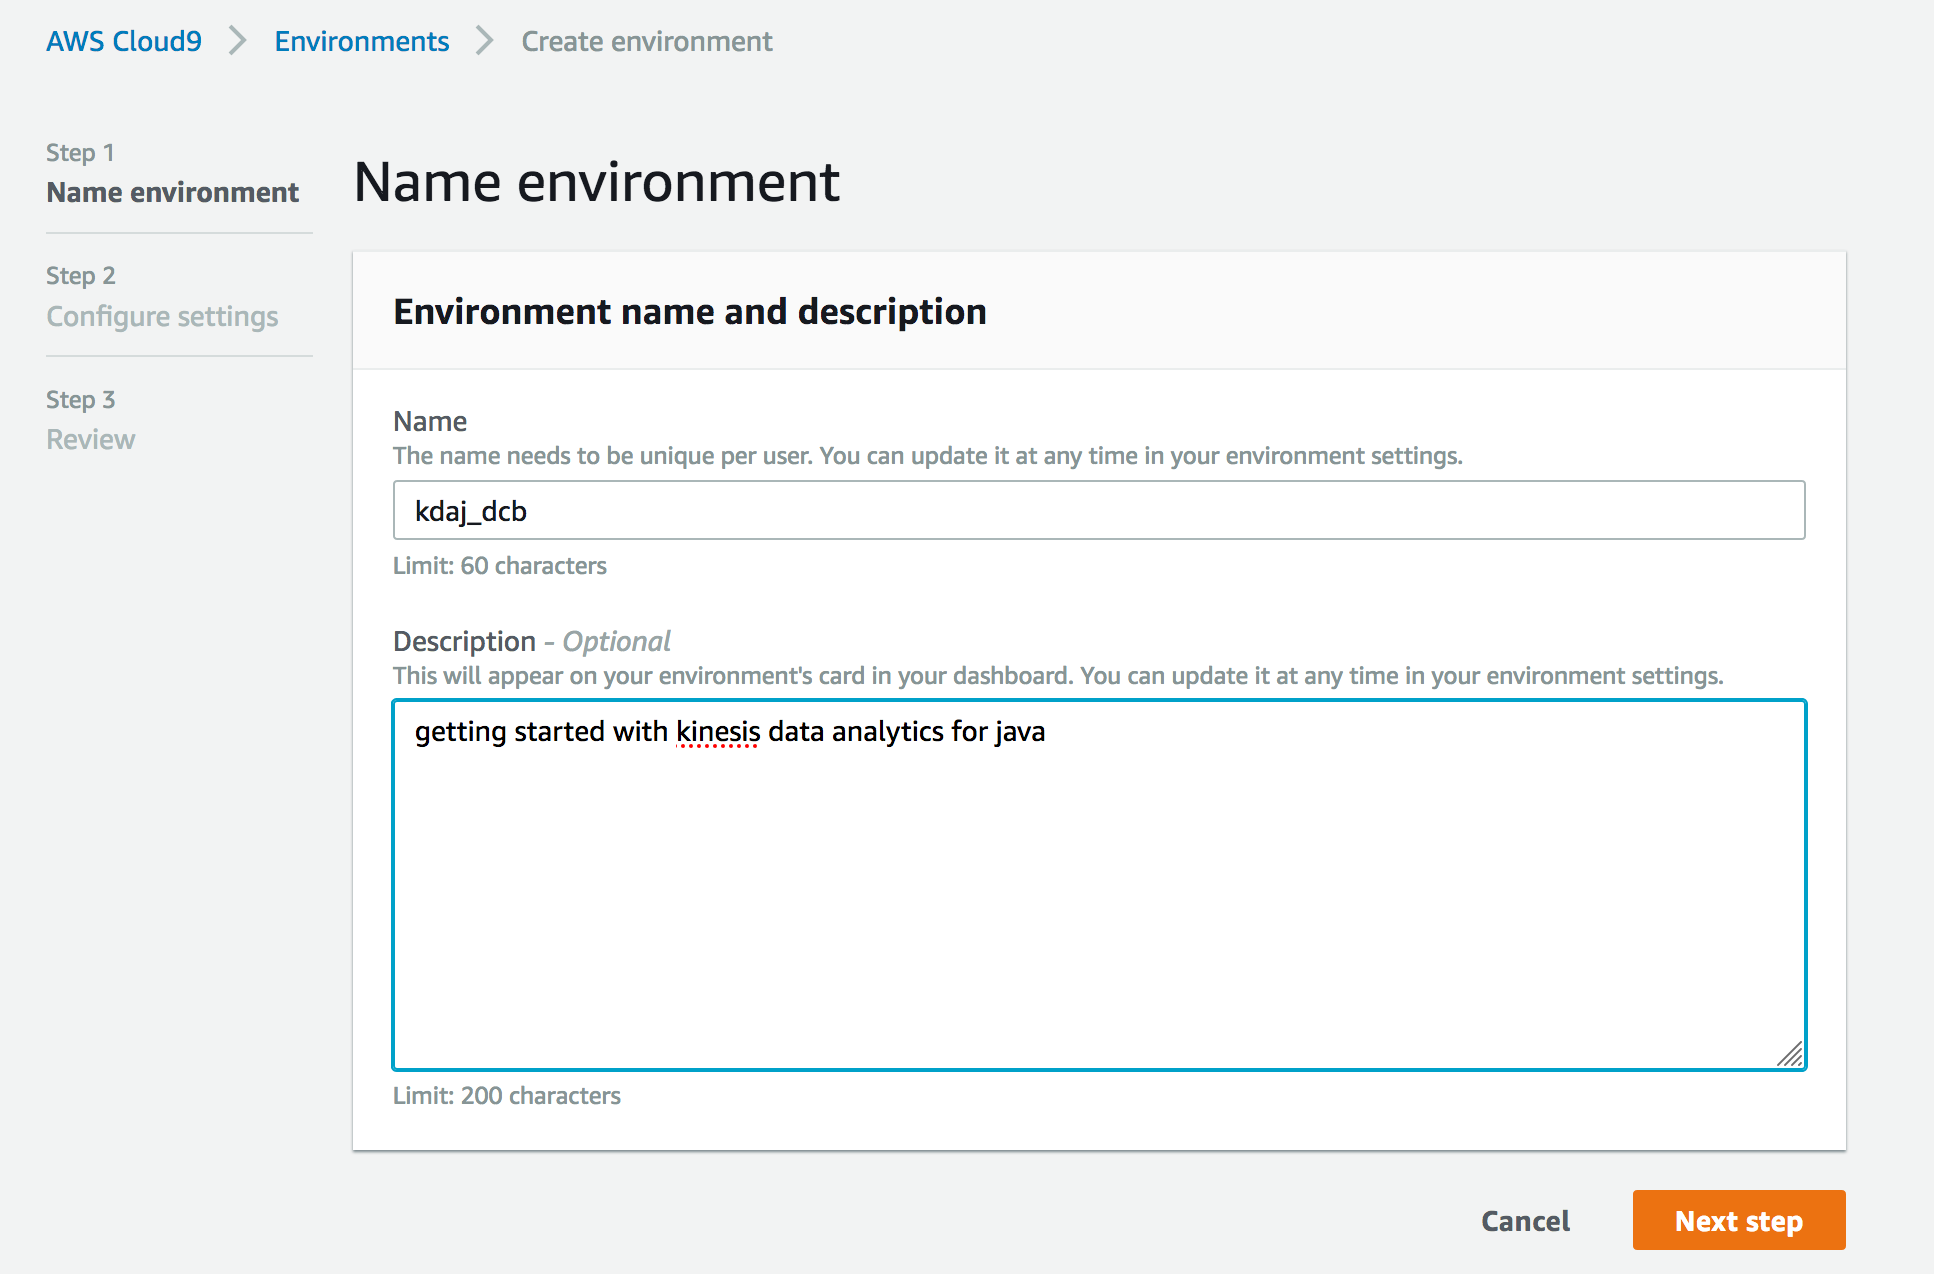 AWS Cloud9 > Environments > Create environment
Step 1
Name environment
Step 2
Configure settings
Step 3
Review
Name environment
Environment name and description
Name
The name needs to be unique per user. You can update it at any time in your environment settings.
kdaj_dcb
Limit: 60 characters
Description - Optional
This will appear on your environment's card in your dashboard. You can update it at any time in your environment settings.
getting started with kinesis data analytics for java
Limit: 200 characters
Cancel
Next step